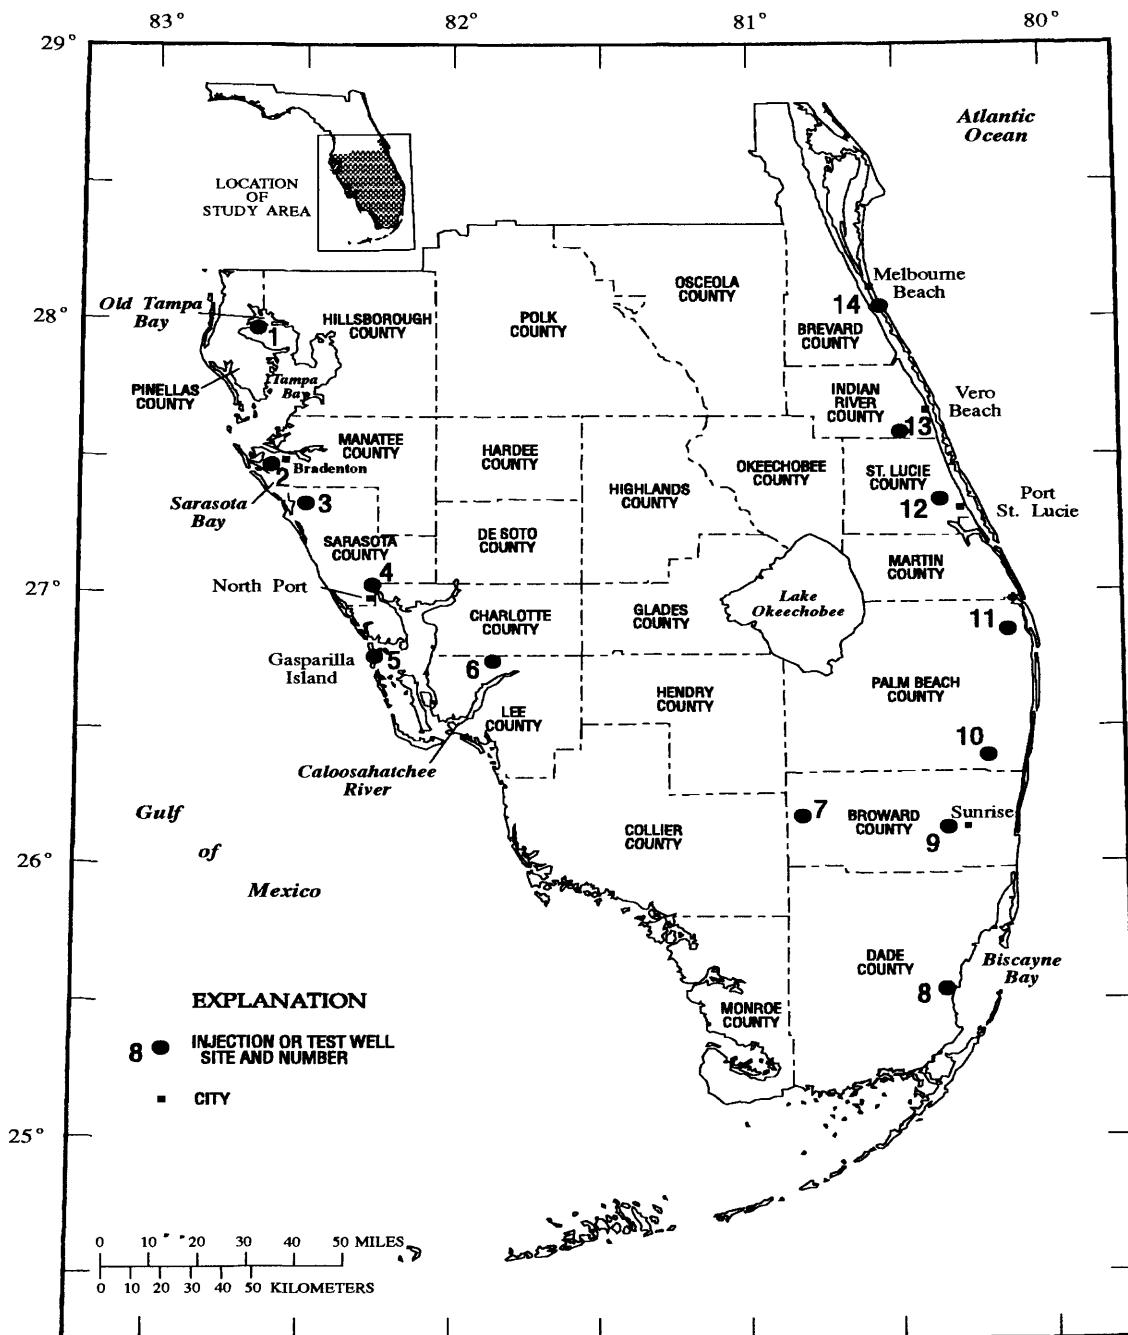 83°
82°
81°
80°
29°
Atlantic
Ocean
LOCATION
OF
STUDY AREA
Melbourne
Beach
OSCEOLA
COUNTY
Old Tampa
Bay
28°
1
HILLSBOROUGH
COUNTY
POLK
COUNTY
14
BREVARD
COUNTY
PINELLAS
COUNTY
Tampa
Bay
INDIAN
RIVER
COUNTY
Vero
Beach
13
MANATEE
COUNTY
HARDEE
COUNTY
OKEECHOBEE
COUNTY
ST. LUCIE
COUNTY
2
Bradenton
Sarasota
Bay
3
HIGHLANDS
COUNTY
12
Port
St. Lucie
SARASOTA
COUNTY
DE SOTO
COUNTY
MARTIN
COUNTY
4
27°
North Port
CHARLOTTE
COUNTY
GLADES
COUNTY
Lake
Okeechobee
11
Gasparilla
Island
5
6
HENDRY
COUNTY
PALM BEACH
COUNTY
LEE
COUNTY
10
Caloosahatchee
River
Gulf
of
Mexico
7
BROWARD
COUNTY
Sunrise
9
COLLIER
COUNTY
26°
DADE
COUNTY
Biscayne
Bay
8
MONROE
COUNTY
EXPLANATION
8 INJECTION OR TEST WELL
SITE AND NUMBER
CITY
25°
0 10 20 30 40 50 MILES
0 10 20 30 40 50 KILOMETERS